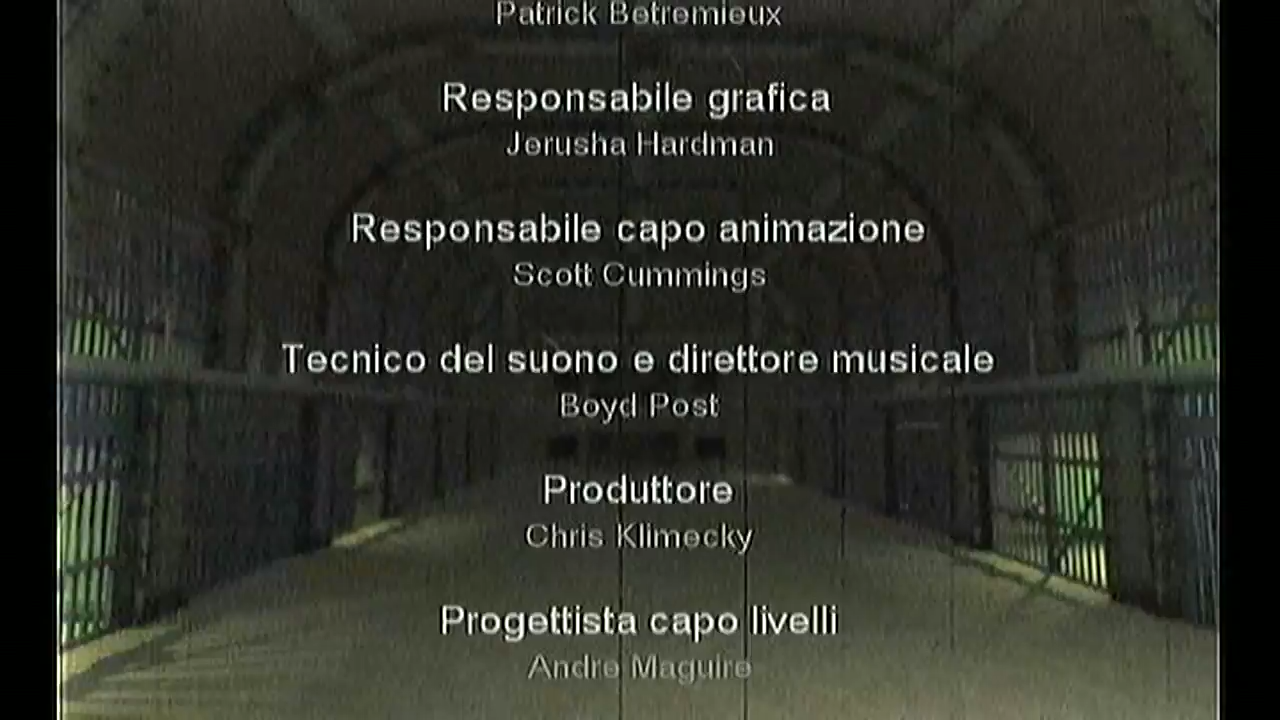 Patrick Betremieux
Responsabile grafica
Jerusha Hardman
Responsabile capo animazione
Scott Cummings
Tecnico del suono e direttore musicale
Boyd Post
Produttore
Chris Klimecky
Progettista capo livelli
Andre Maguire